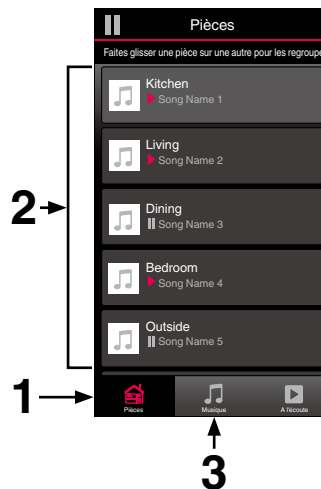 Pièces
Faites glisser une pièce sur une autre pour les regroupe
Kitchen
Song Name 1
Living
Song Name 2
2
Dining
Song Name 3
Bedroom
Song Name 4
Outside
Song Name 5
1
Pièces
Musique
A l'écoute
3